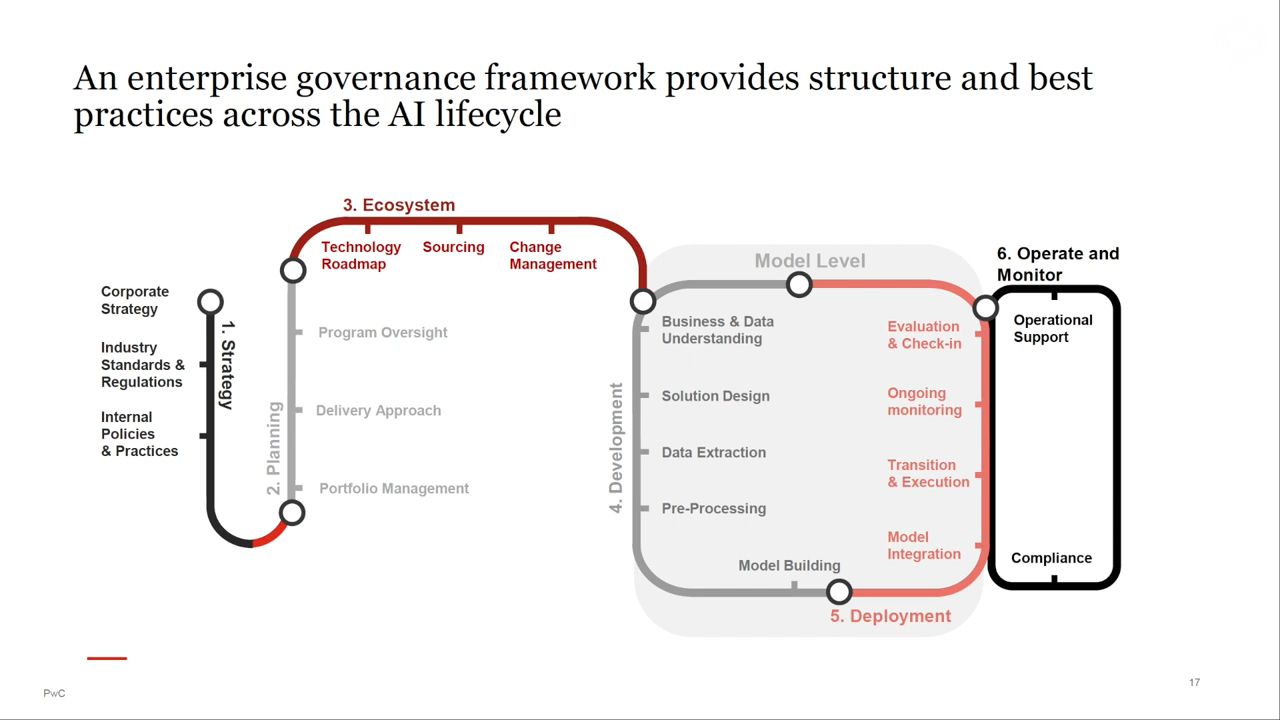 An enterprise governance framework provides structure and best
practices across the AI lifecycle
1. Strategy
Corporate
Strategy
Industry
Standards &
Regulations
Internal
Policies
& Practices
2. Planning
Program Oversight
Delivery Approach
Portfolio Management
3. Ecosystem
Technology
Roadmap
Sourcing
Change
Management
Model Level
4. Development
Business & Data
Understanding
Solution Design
Data Extraction
Pre-Processing
Model Building
5. Deployment
Evaluation
& Check-in
Ongoing
monitoring
Transition
& Execution
Model
Integration
6. Operate and
Monitor
Operational
Support
Compliance
PwC
17